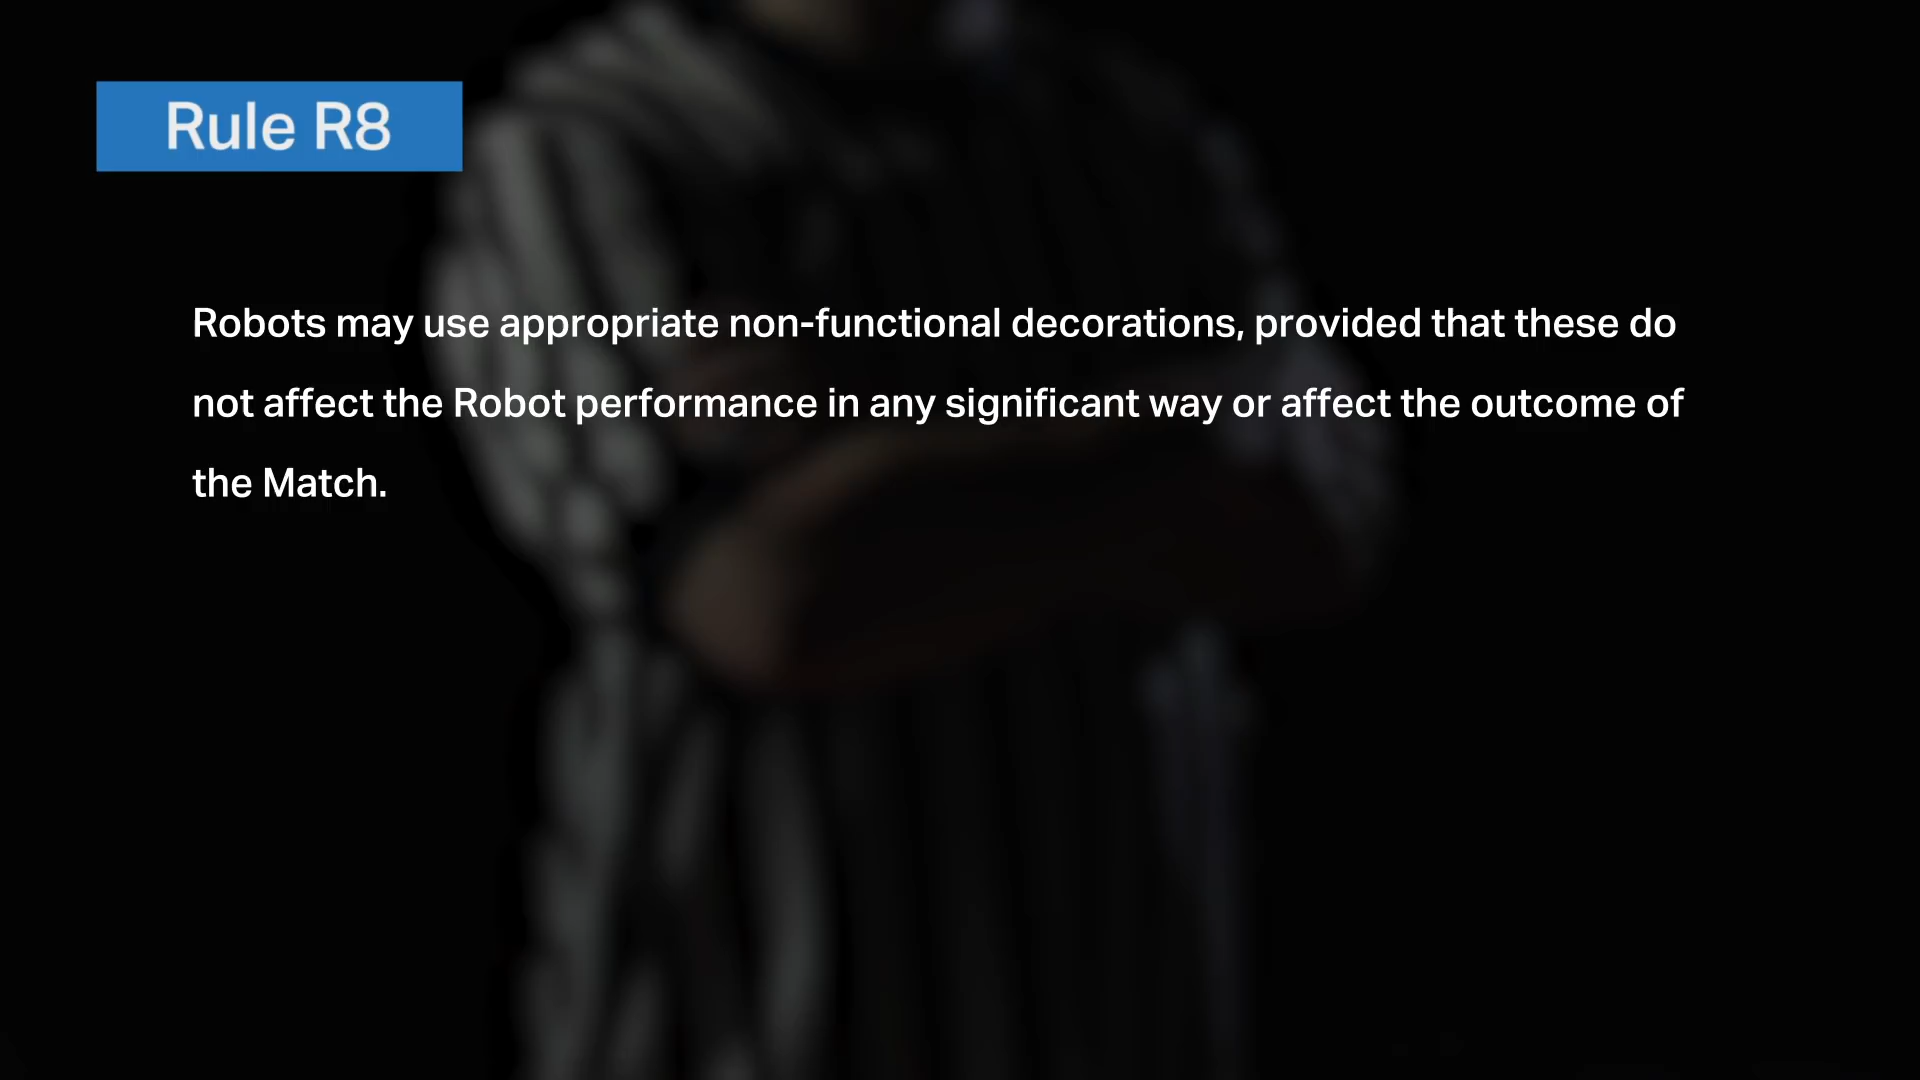 Rule R8
Robots may use appropriate non-functional decorations, provided that these do
not affect the Robot performance in any significant way or affect the outcome of
the Match.